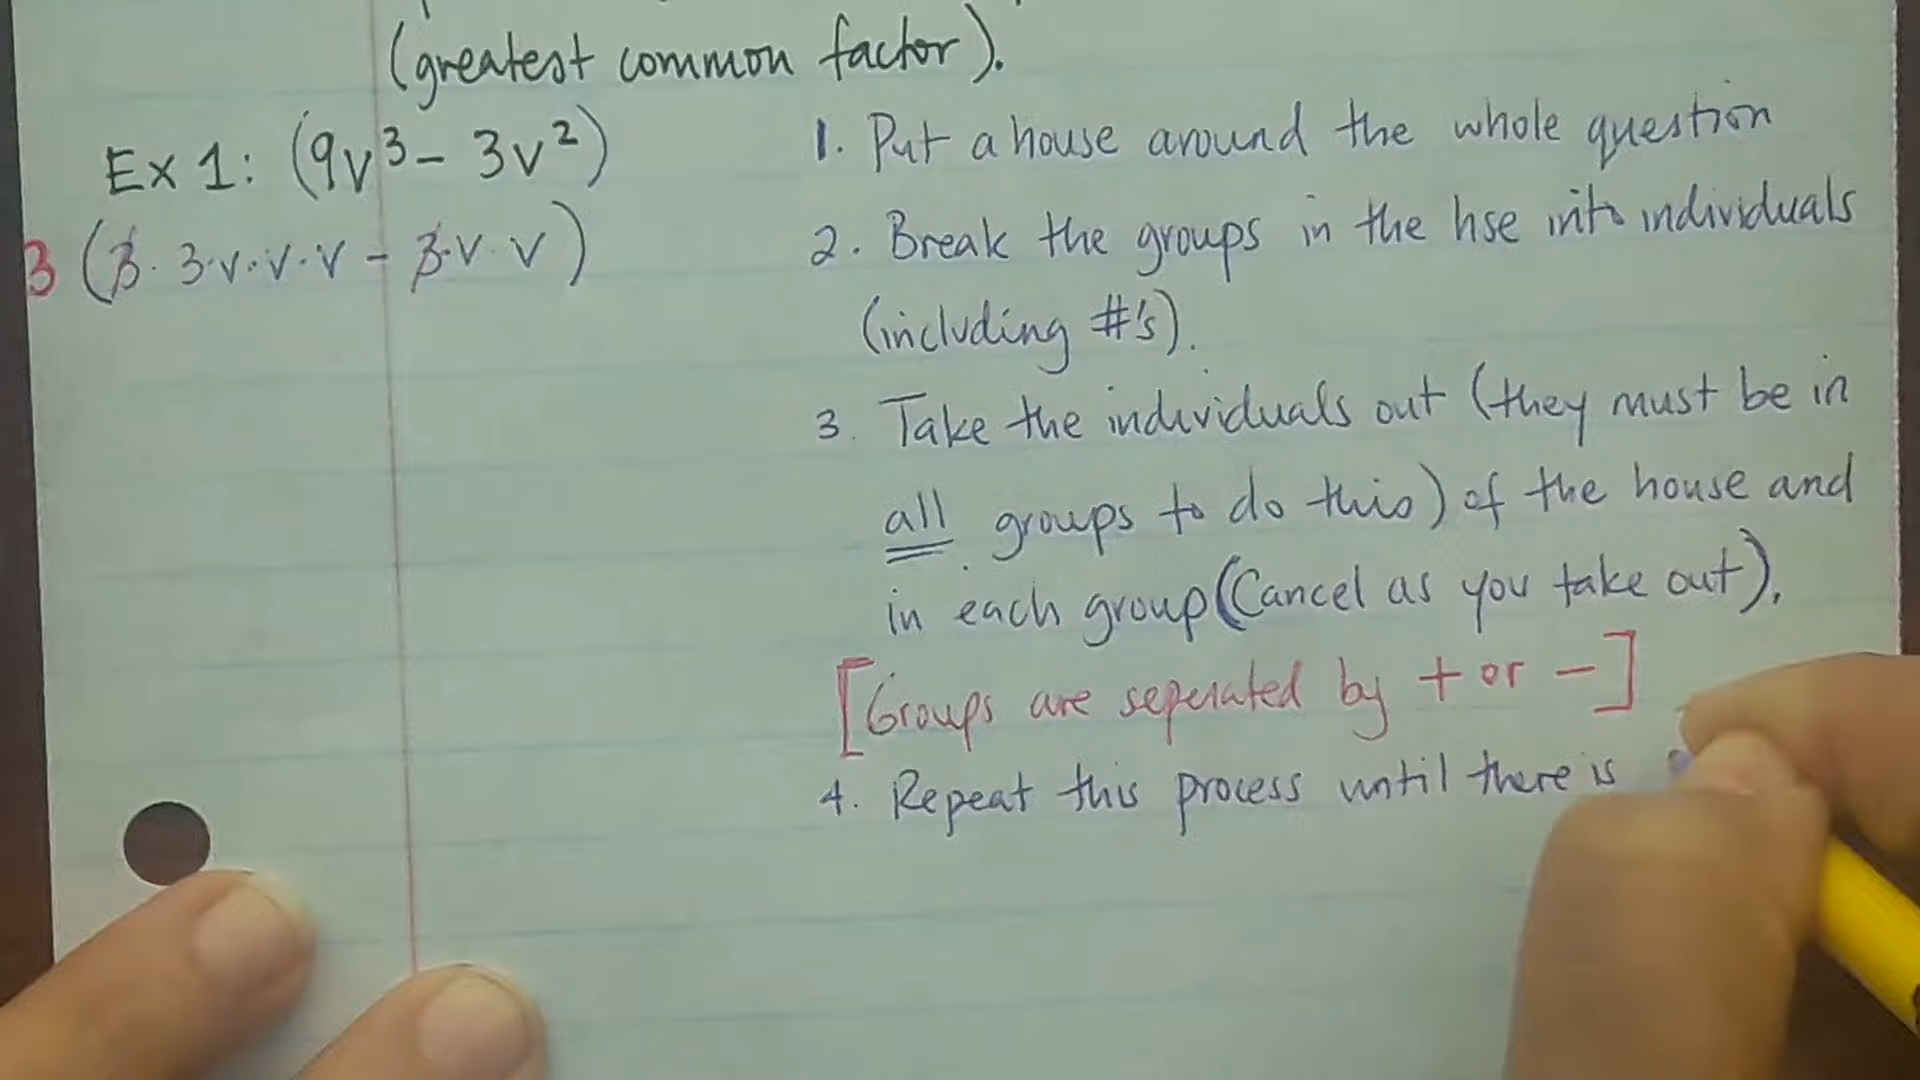 (greatest common factor).
Ex 1: (9v³ - 3v²)
3 (3 · 3·v·v·v - 3·v·v)
1. Put a house around the whole question
2. Break the groups in the hse into individuals
(including #'s).
3. Take the individuals out (they must be in
all groups to do this) of the house and
in each group (Cancel as you take out).
[Groups are seperated by + or -]
4. Repeat this process until there is